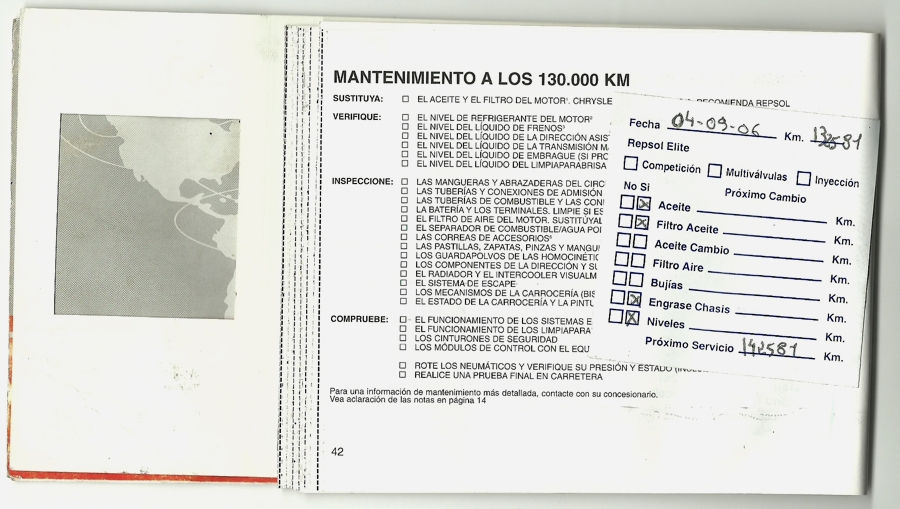 MANTENIMIENTO A LOS 130.000 KM
SUSTITUYA: EL ACEITE Y EL FILTRO DEL MOTOR¹. CHRYSLE RECOMIENDA REPSOL
VERIFIQUE: EL NIVEL DE REFRIGERANTE DEL MOTOR²
EL NIVEL DEL LÍQUIDO DE FRENOS³
EL NIVEL DEL LÍQUIDO DE LA DIRECCIÓN ASIS
EL NIVEL DEL LÍQUIDO DE LA TRANSMISIÓN M
EL NIVEL DEL LÍQUIDO DE EMBRAGUE (SI PRO
EL NIVEL DEL LÍQUIDO DEL LIMPIAPARABRISA
INSPECCIONE: LAS MANGUERAS Y ABRAZADERAS DEL CIRC
LAS TUBERÍAS Y CONEXIONES DE ADMISIÓN
LAS TUBERÍAS DE COMBUSTIBLE Y LAS CON
LA BATERÍA Y LOS TERMINALES. LIMPIE SI ES
EL FILTRO DE AIRE DEL MOTOR. SUSTITÚYAL
EL SEPARADOR DE COMBUSTIBLE/AGUA POI
LAS CORREAS DE ACCESORIOS⁶
LAS PASTILLAS, ZAPATAS, PINZAS Y MANGU
LOS GUARDAPOLVOS DE LAS HOMOCINÉTIC
LOS COMPONENTES DE LA DIRECCIÓN Y SU
EL RADIADOR Y EL INTERCOOLER VISUALM
EL SISTEMA DE ESCAPE
LOS MECANISMOS DE LA CARROCERÍA (BIS
EL ESTADO DE LA CARROCERÍA Y LA PINTU
COMPRUEBE: EL FUNCIONAMIENTO DE LOS SISTEMAS E
EL FUNCIONAMIENTO DE LOS LIMPIAPARA
LOS CINTURONES DE SEGURIDAD
LOS MÓDULOS DE CONTROL CON EL EQU
ROTE LOS NEUMÁTICOS Y VERIFIQUE SU PRESIÓN Y ESTADO
REALICE UNA PRUEBA FINAL EN CARRETERA
Para una información de mantenimiento más detallada, contacte con su concesionario.
Vea aclaración de las notas en página 14
42
Fecha 04-09-06 Km. 132581
Repsol Elite
Competición Multiválvulas Inyección
No Si Próximo Cambio
Aceite Km.
Filtro Aceite Km.
Aceite Cambio Km.
Filtro Aire Km.
Bujías Km.
Engrase Chasis Km.
Niveles Km.
Próximo Servicio 142581 Km.